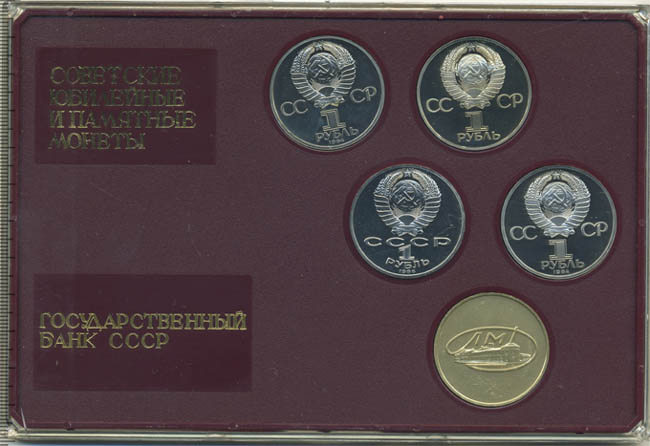 СОВЕТСКИЕ
ЮБИЛЕЙНЫЕ
И ПАМЯТНЫЕ
МОНЕТЫ
СС СР
1
РУБЛЬ
1984
СС СР
1
РУБЛЬ
СССР
1
РУБЛЬ
СС СР
1
РУБЛЬ
1984
ГОСУДАРСТВЕННЫЙ
БАНК СССР
ЛМД